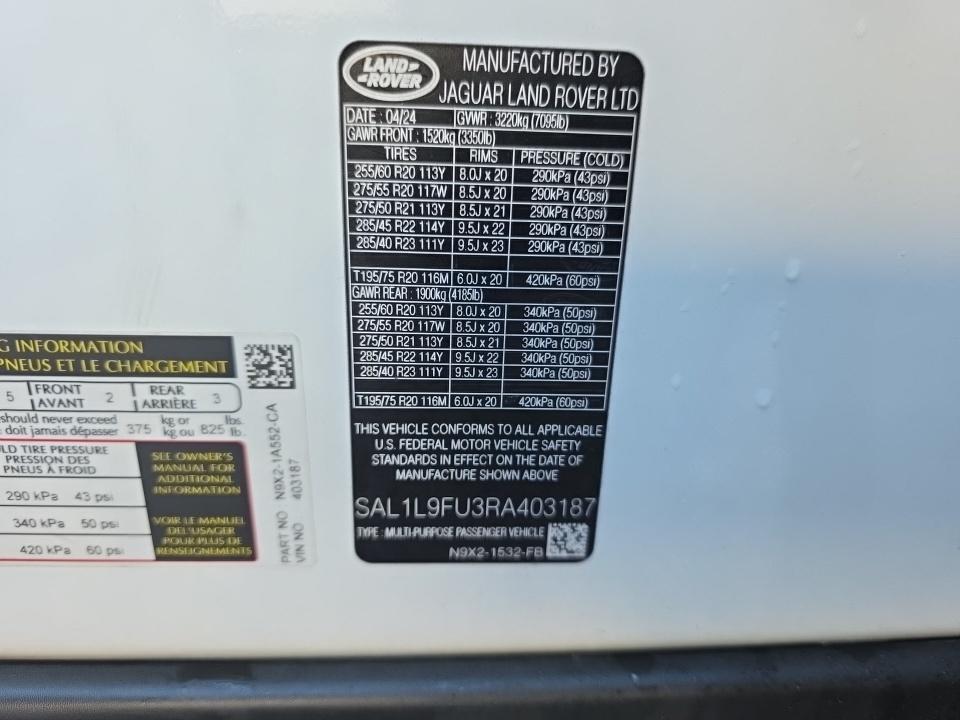 LAND ROVER
MANUFACTURED BY
JAGUAR LAND ROVER LTD
DATE : 04/24 GVWR : 3220kg (7095lb)
GAWR FRONT : 1520kg (3350lb)
TIRES RIMS PRESSURE (COLD)
255/60 R20 113Y 8.0J x 20 290kPa (43psi)
275/55 R20 117W 8.5J x 20 290kPa (43psi)
275/50 R21 113Y 8.5J x 21 290kPa (43psi)
285/45 R22 114Y 9.5J x 22 290kPa (43psi)
285/40 R23 111Y 9.5J x 23 290kPa (43psi)
T195/75 R20 116M 6.0J x 20 420kPa (60psi)
GAWR REAR : 1900kg (4185lb)
255/60 R20 113Y 8.0J x 20 340kPa (50psi)
275/55 R20 117W 8.5J x 20 340kPa (50psi)
275/50 R21 113Y 8.5J x 21 340kPa (50psi)
285/45 R22 114Y 9.5J x 22 340kPa (50psi)
285/40 R23 111Y 9.5J x 23 340kPa (50psi)
T195/75 R20 116M 6.0J x 20 420kPa (60psi)
THIS VEHICLE CONFORMS TO ALL APPLICABLE
U.S. FEDERAL MOTOR VEHICLE SAFETY
STANDARDS IN EFFECT ON THE DATE OF
MANUFACTURE SHOWN ABOVE
SAL1L9FU3RA403187
TYPE : MULTI-PURPOSE PASSENGER VEHICLE
N9X2-1532-FB
G INFORMATION
PNEUS ET LE CHARGEMENT
5 FRONT AVANT 2 REAR ARRIÈRE 3
should never exceed
doit jamais dépasser 375 kg or kg ou 825 lbs. lb.
LD TIRE PRESSURE
PRESSION DES
PNEUS À FROID
290 kPa 43 psi
340 kPa 50 psi
420 kPa 60 psi
SEE OWNER'S
MANUAL FOR
ADDITIONAL
INFORMATION
VOIR LE MANUEL
DE L'USAGER
POUR PLUS DE
RENSEIGNEMENTS
PART NO N9X2-1A552-CA
VIN NO 403187